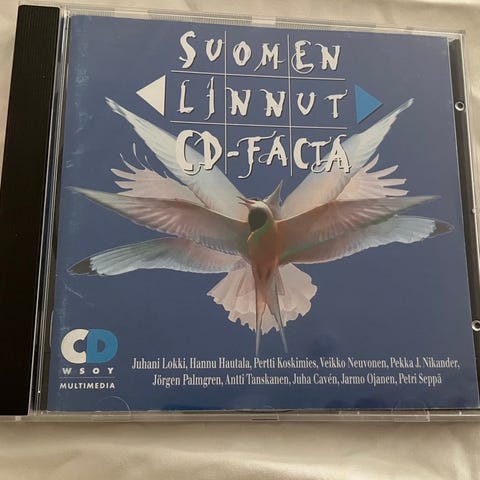 SUOMEN
LINNUT
CD-FACTA
CD
WSOY
MULTIMEDIA
Juhani Lokki, Hannu Hautala, Pertti Koskimies, Veikko Neuvonen, Pekka J. Nikander,
Jörgen Palmgren, Antti Tanskanen, Juha Cavén, Jarmo Ojanen, Petri Seppä